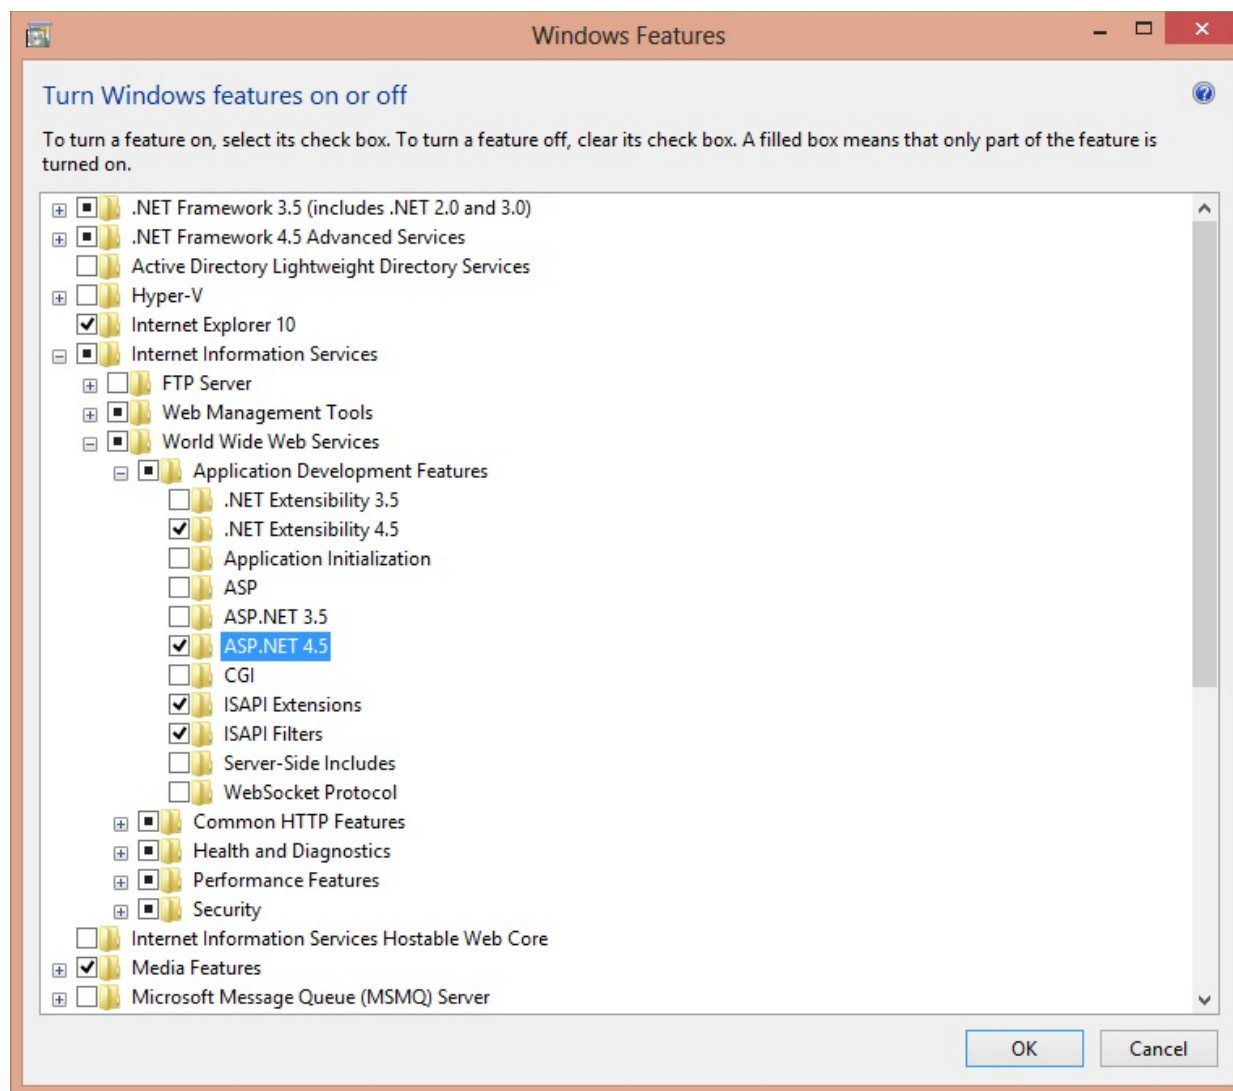 Windows Features
Turn Windows features on or off
To turn a feature on, select its check box. To turn a feature off, clear its check box. A filled box means that only part of the feature is
turned on.
.NET Framework 3.5 (includes .NET 2.0 and 3.0)
.NET Framework 4.5 Advanced Services
Active Directory Lightweight Directory Services
Hyper-V
Internet Explorer 10
Internet Information Services
FTP Server
Web Management Tools
World Wide Web Services
Application Development Features
.NET Extensibility 3.5
.NET Extensibility 4.5
Application Initialization
ASP
ASP.NET 3.5
ASP.NET 4.5
CGI
ISAPI Extensions
ISAPI Filters
Server-Side Includes
WebSocket Protocol
Common HTTP Features
Health and Diagnostics
Performance Features
Security
Internet Information Services Hostable Web Core
Media Features
Microsoft Message Queue (MSMQ) Server
OK Cancel